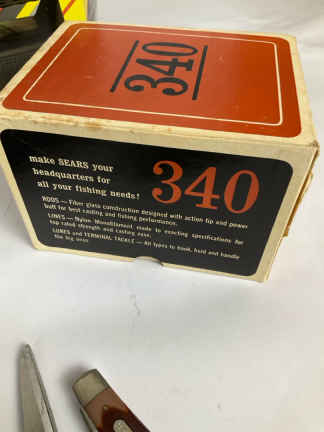 340
make SEARS your
headquarters for
all your fishing needs!
340
RODS — Fiber glass construction designed with action tip and power
butt for best casting and fishing performance.
LINES — Nylon Monofilament made to exacting specifications for
top rated strength and casting ease.
LURES and TERMINAL TACKLE — All types to hook, hold and handle
the big ones